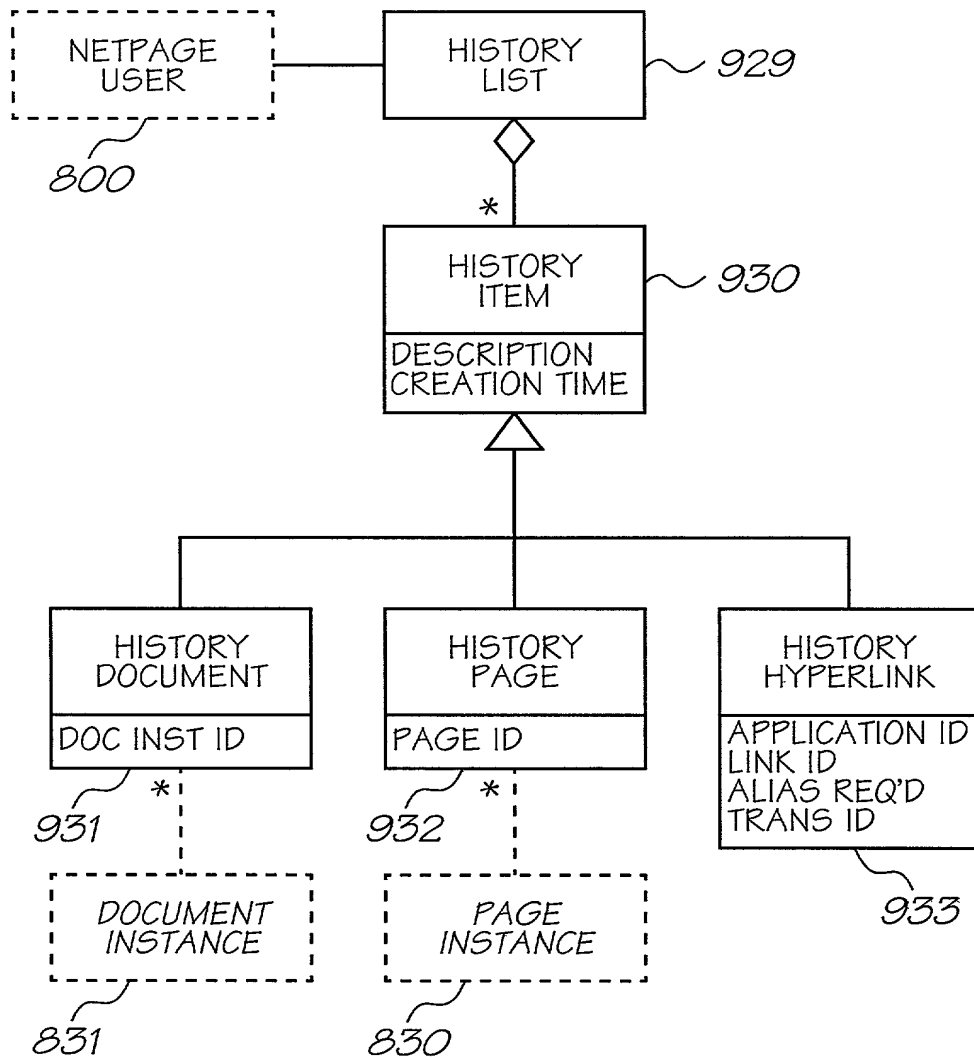 NETPAGE
USER
HISTORY
LIST
929
800
*
HISTORY
ITEM
930
DESCRIPTION
CREATION TIME
HISTORY
DOCUMENT
DOC INST ID
HISTORY
PAGE
PAGE ID
HISTORY
HYPERLINK
APPLICATION ID
LINK ID
ALIAS REQ'D
TRANS ID
931
*
932
*
933
DOCUMENT
INSTANCE
PAGE
INSTANCE
831
830